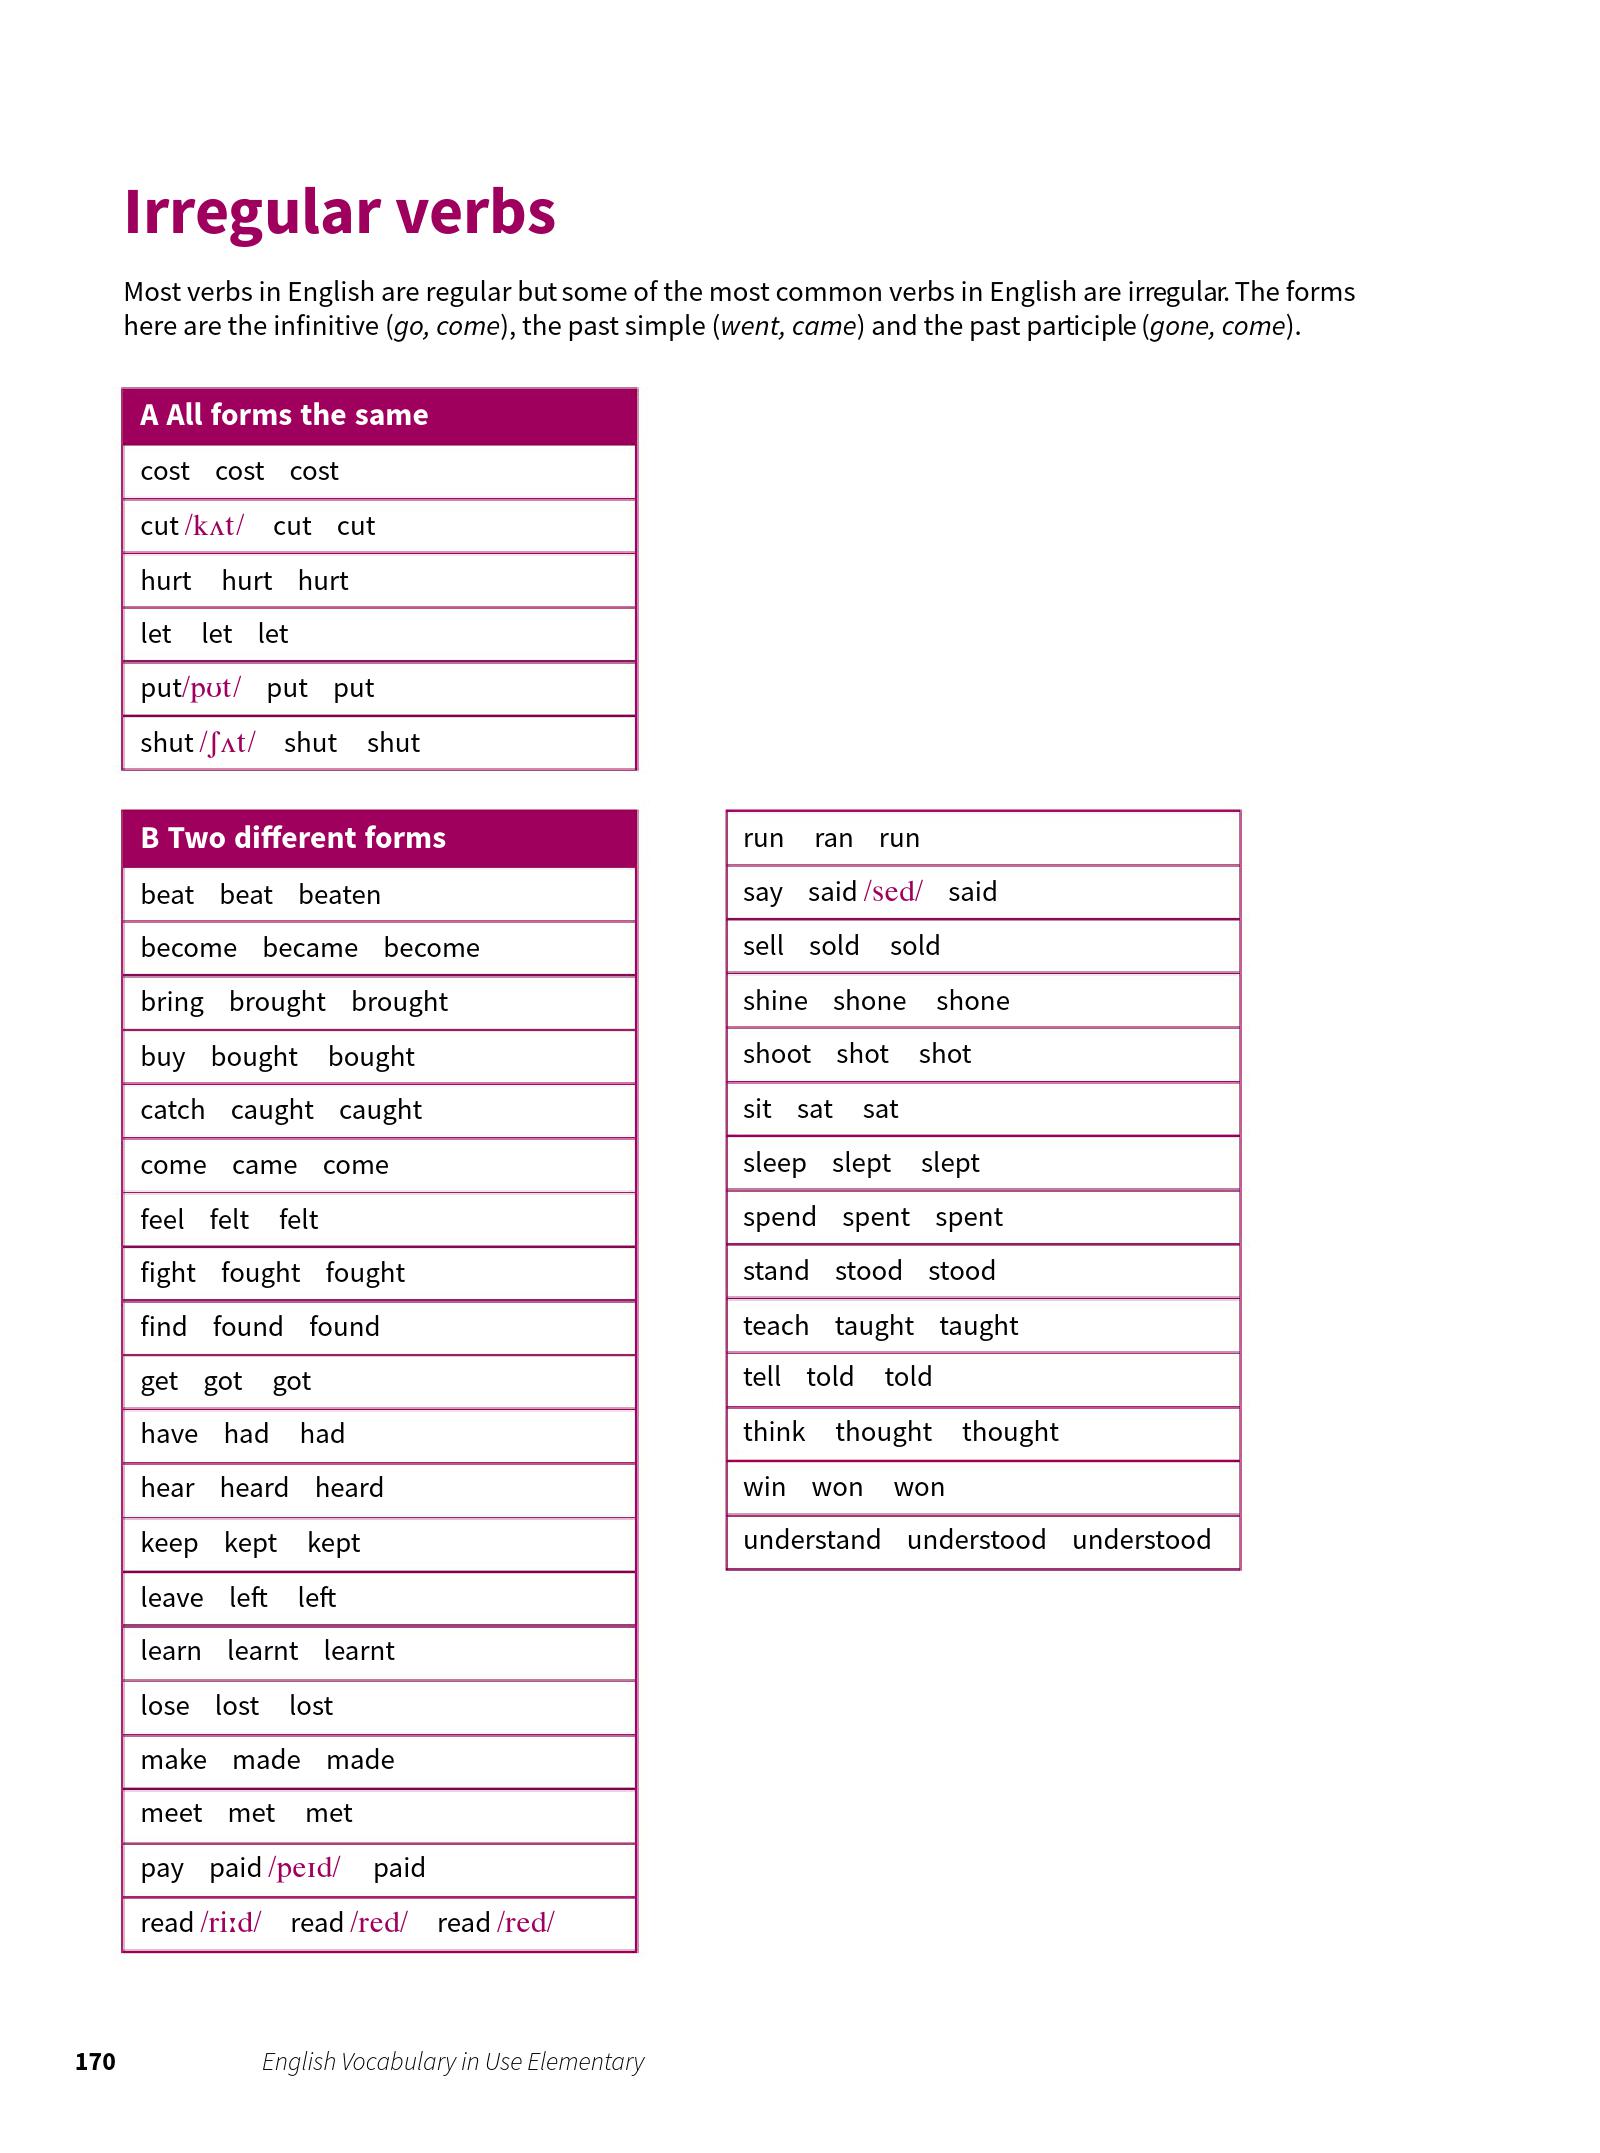 Irregular verbs
Most verbs in English are regular but some of the most common verbs in English are irregular. The forms
here are the infinitive (go, come), the past simple (went, came) and the past participle (gone, come).
A All forms the same
cost cost cost
cut /kʌt/ cut cut
hurt hurt hurt
let let let
put/pʊt/ put put
shut /ʃʌt/ shut shut
B Two different forms
beat beat beaten
become became become
bring brought brought
buy bought bought
catch caught caught
come came come
feel felt felt
fight fought fought
find found found
get got got
have had had
hear heard heard
keep kept kept
leave left left
learn learnt learnt
lose lost lost
make made made
meet met met
pay paid /peɪd/ paid
read /riːd/ read /red/ read /red/
run ran run
say said /sed/ said
sell sold sold
shine shone shone
shoot shot shot
sit sat sat
sleep slept slept
spend spent spent
stand stood stood
teach taught taught
tell told told
think thought thought
win won won
understand understood understood
170 English Vocabulary in Use Elementary